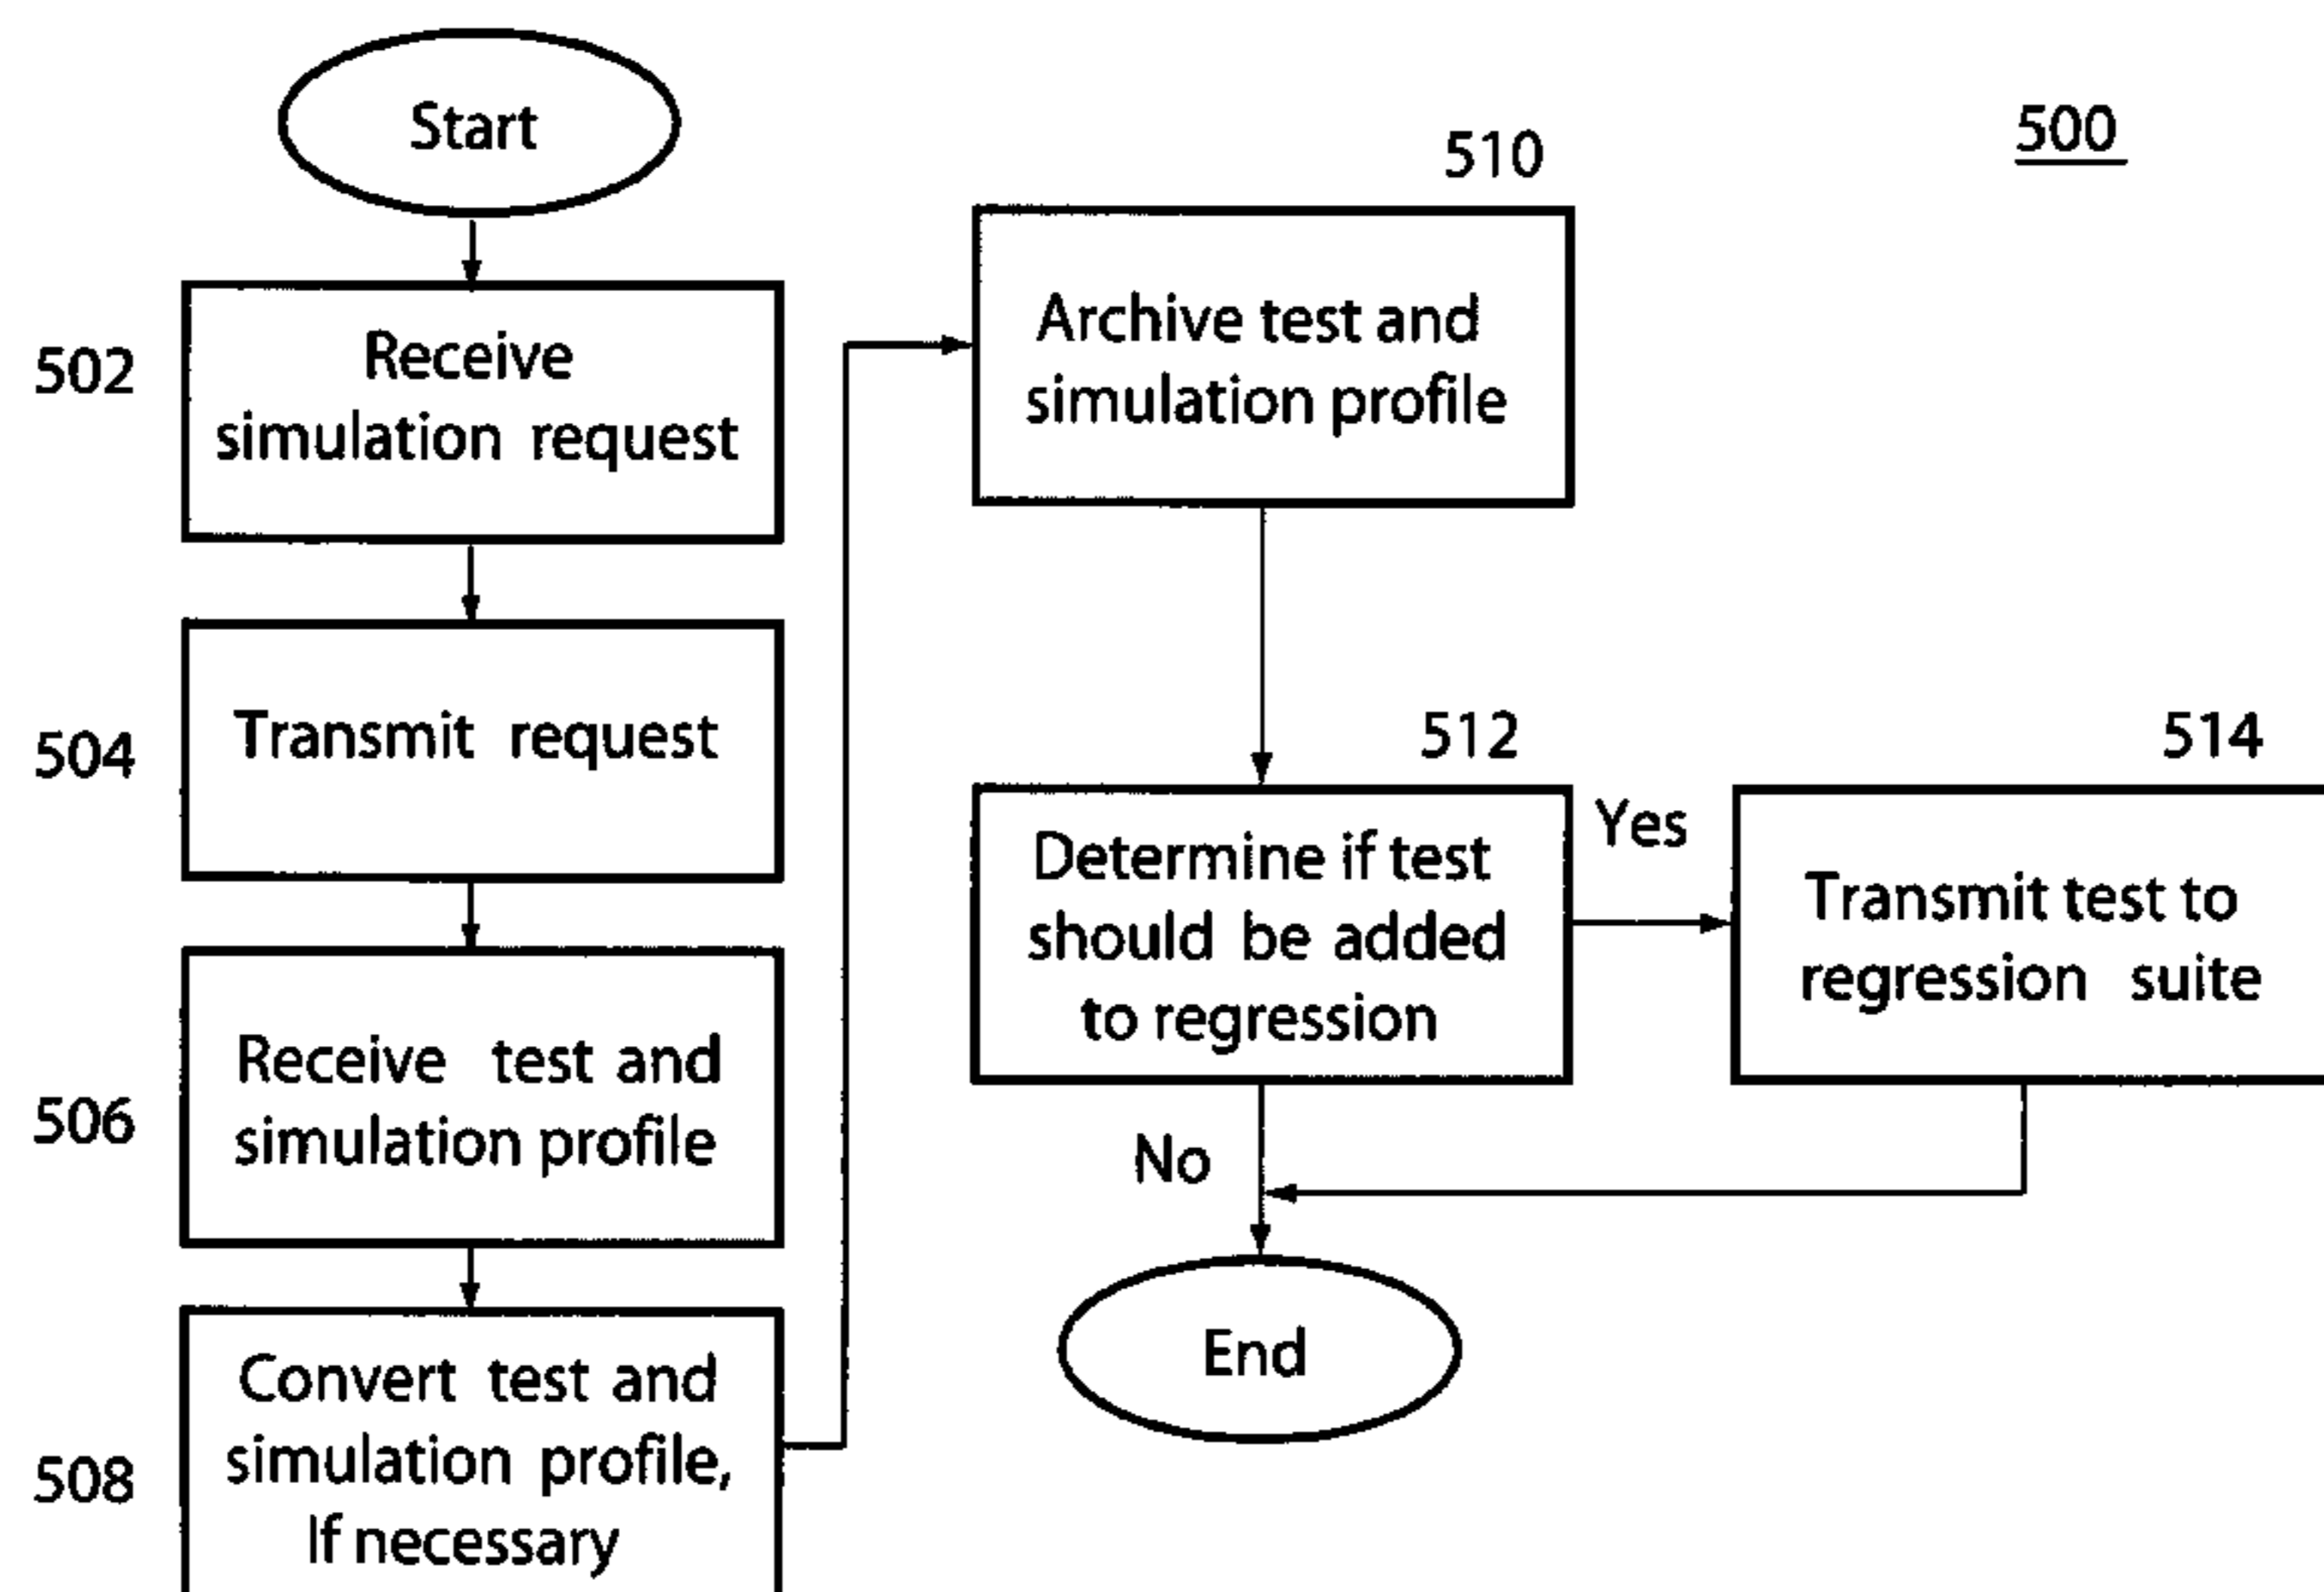 Start
502
Receive
simulation request
504
Transmit request
506
Receive test and
simulation profile
508
Convert test and
simulation profile,
If necessary
510
Archive test and
simulation profile
500
512
Determine if test
should be added
to regression
Yes
514
Transmit test to
regression suite
No
End